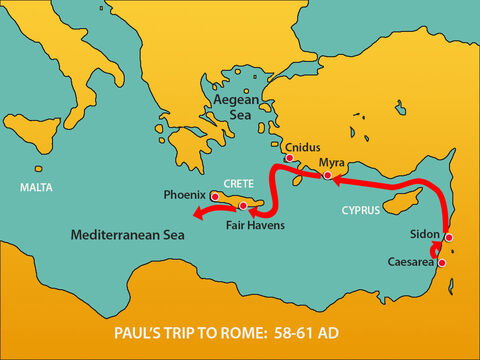 Aegean
Sea
Cnidus
Myra
MALTA
CRETE
Phoenix
CYPRUS
Fair Havens
Mediterranean Sea
Sidon
Caesarea
PAUL'S TRIP TO ROME: 58-61 AD